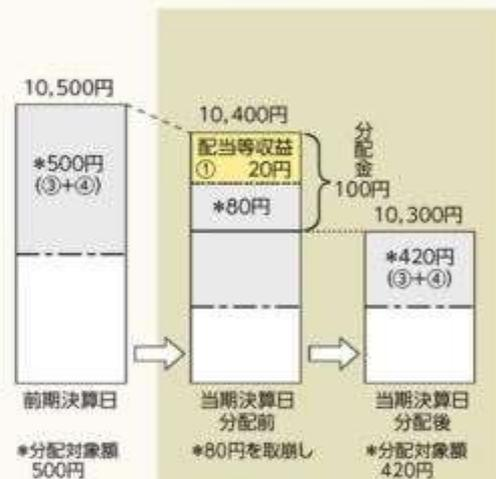 10,500円
*500円
(③+④)
前期決算日
*分配対象額
500円
10,400円
配当等収益
① 20円
*80円
分配金
100円
当期決算日
分配前
*80円を取崩し
10,300円
*420円
(③+④)
当期決算日
分配後
*分配対象額
420円